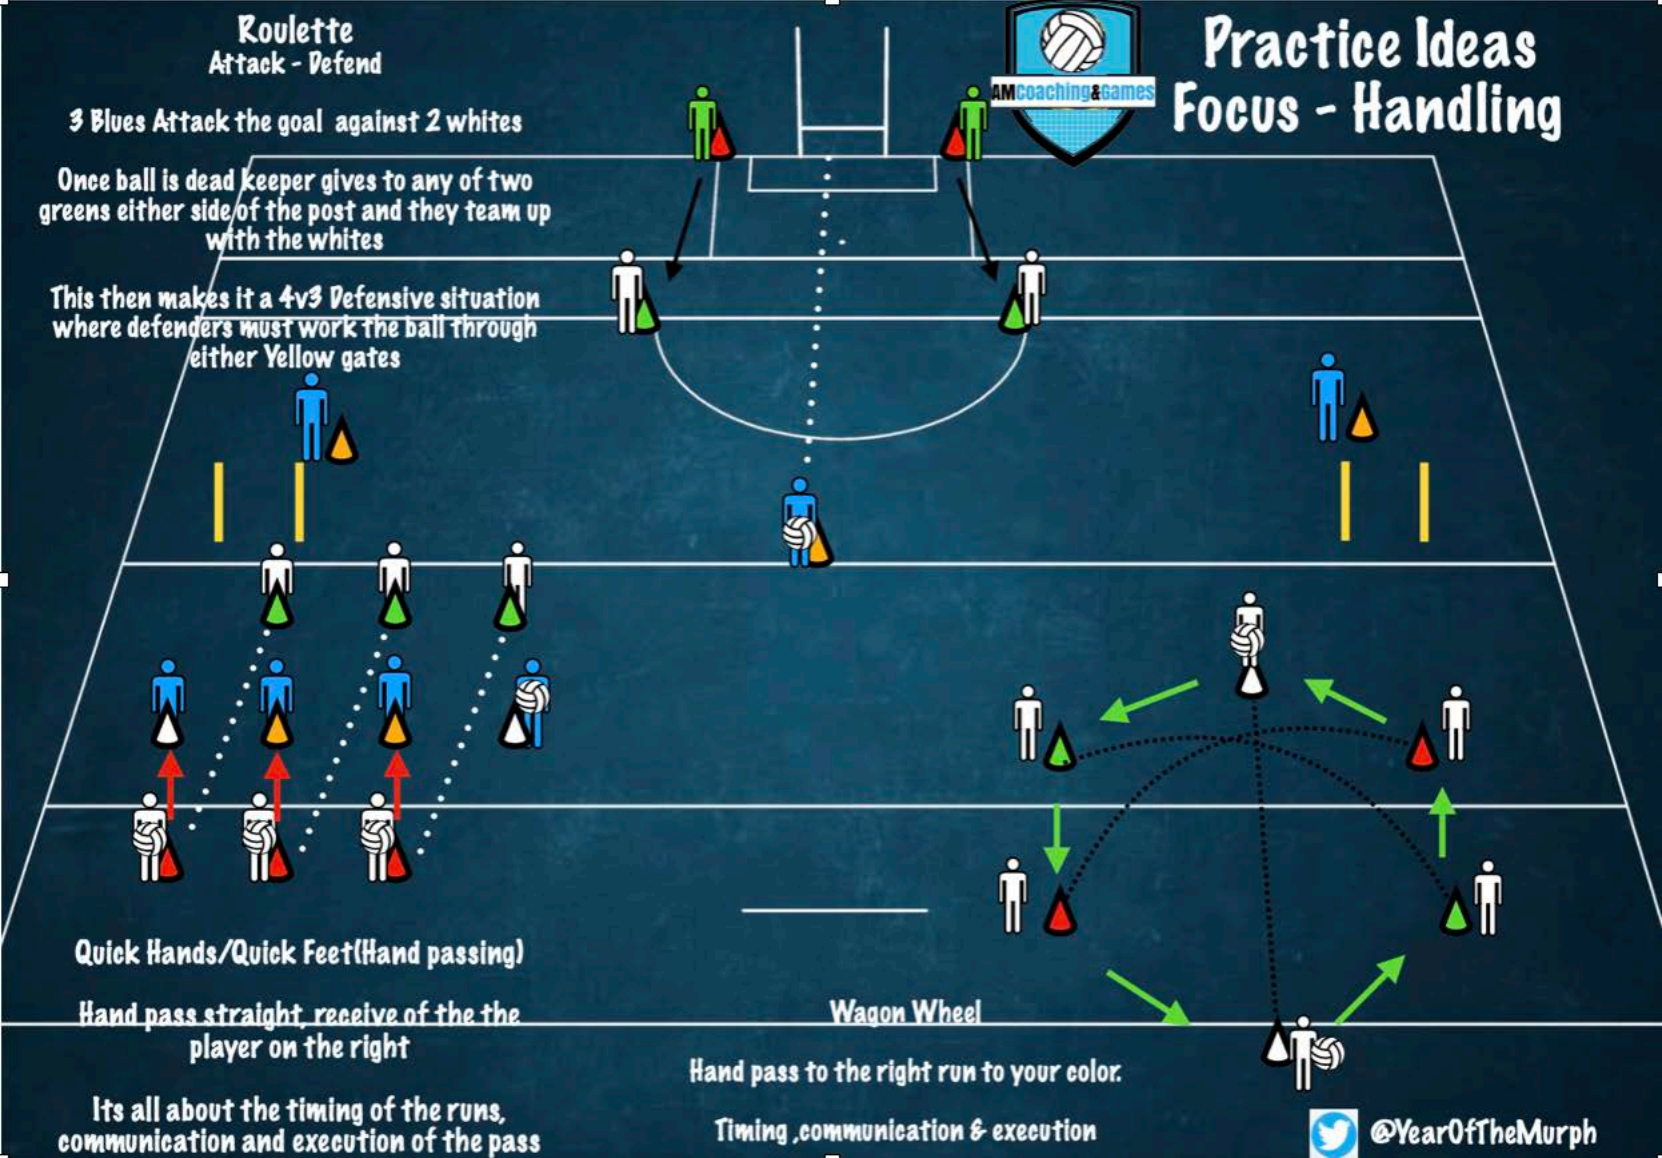 Roulette
Attack - Defend
3 Blues Attack the goal against 2 whites
Once ball is dead keeper gives to any of two
greens either side of the post and they team up
with the whites
This then makes it a 4v3 Defensive situation
where defenders must work the ball through
either Yellow gates
AMCoaching&Games
Practice Ideas
Focus - Handling
Quick Hands/Quick Feet(Hand passing)
Hand pass straight, receive of the the
player on the right
Its all about the timing of the runs,
communication and execution of the pass
Wagon Wheel
Hand pass to the right run to your color.
Timing ,communication & execution
@YearOfTheMurph